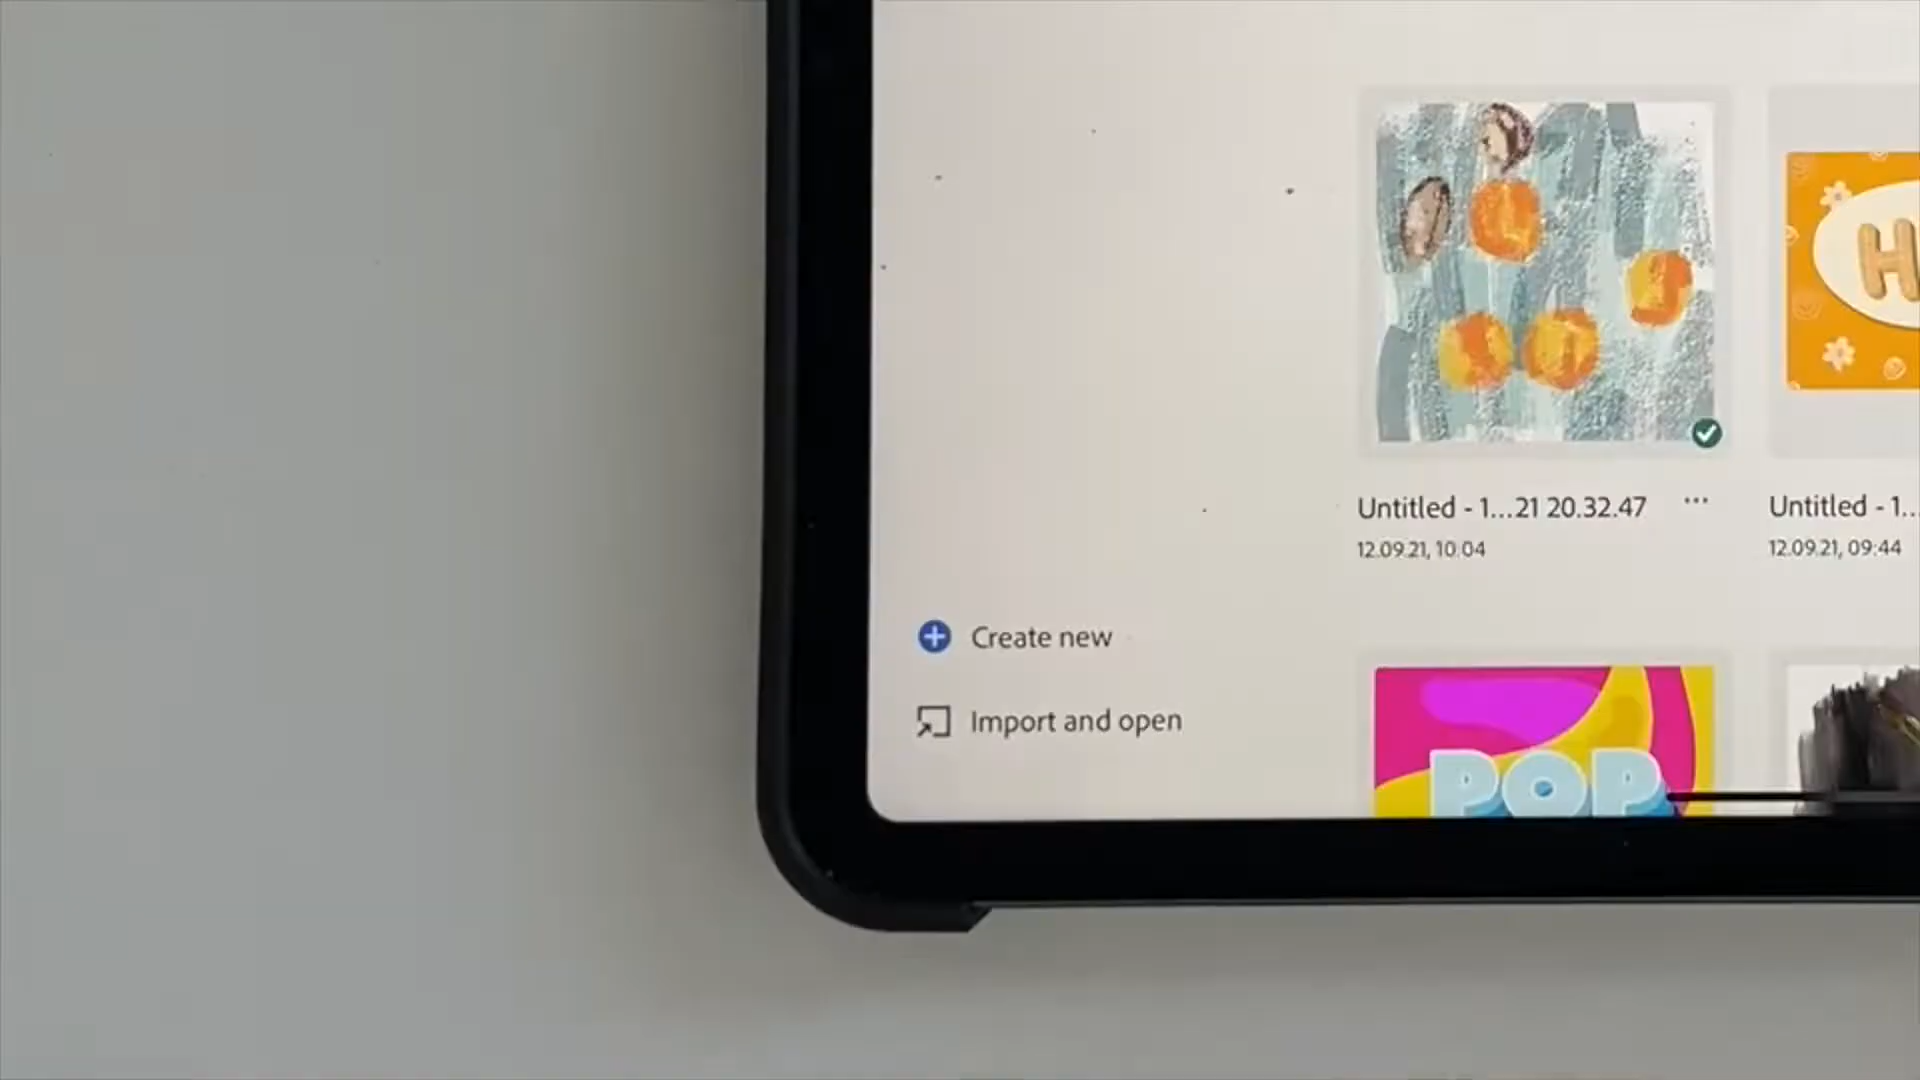 H
Untitled - 1...21 20.32.47 ...
Untitled - 1...
12.09.21, 10.04
12.09.21, 09:44
Create new
Import and open
POP